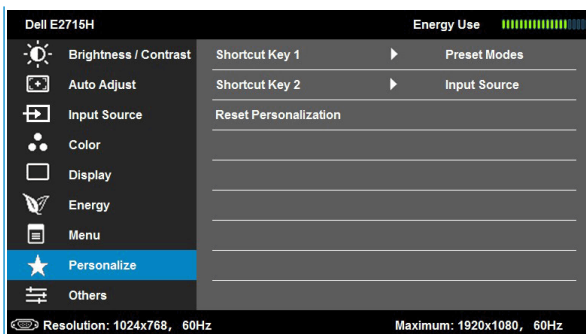 Dell E2715H Energy Use
Brightness / Contrast Shortcut Key 1 Preset Modes
Auto Adjust Shortcut Key 2 Input Source
Input Source Reset Personalization
Color
Display
Energy
Menu
Personalize
Others
Resolution: 1024x768, 60Hz Maximum: 1920x1080, 60Hz